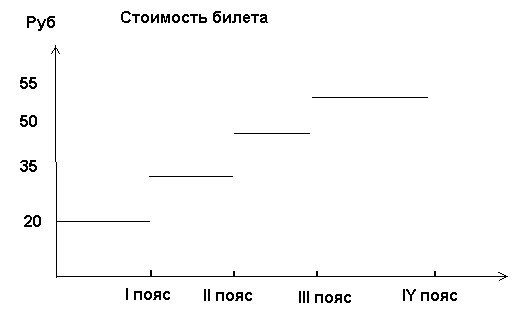 Руб
Стоимость билета
55
50
35
20
I пояс
II пояс
III пояс
IY пояс